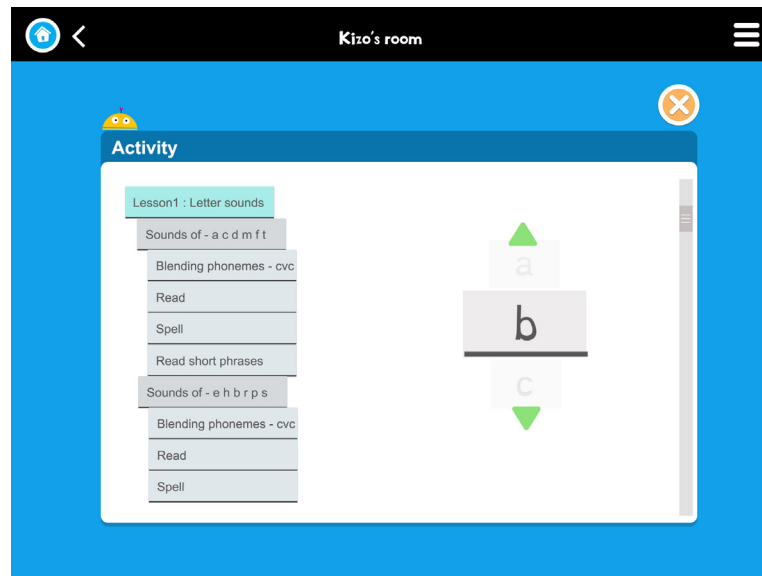 Kizo's room
Activity
Lesson1 : Letter sounds
Sounds of - a c d m f t
Blending phonemes - cvc
Read
Spell
Read short phrases
Sounds of - e h b r p s
Blending phonemes - cvc
Read
Spell
a
b
c